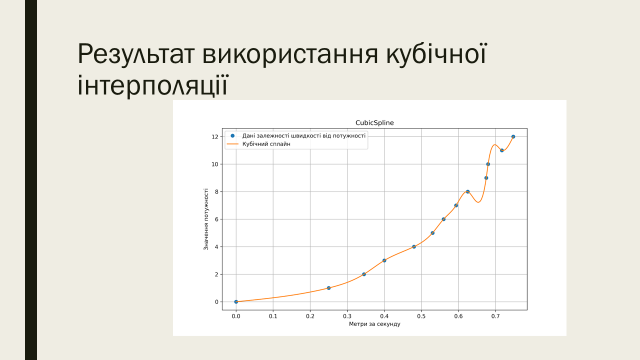 Результат використання кубічної
інтерполяції
CubicSpline
Дані залежності швидкості від потужності
Кубічний сплайн
Значення потужності
12
10
8
6
4
2
0
0.0 0.1 0.2 0.3 0.4 0.5 0.6 0.7
Метри за секунду